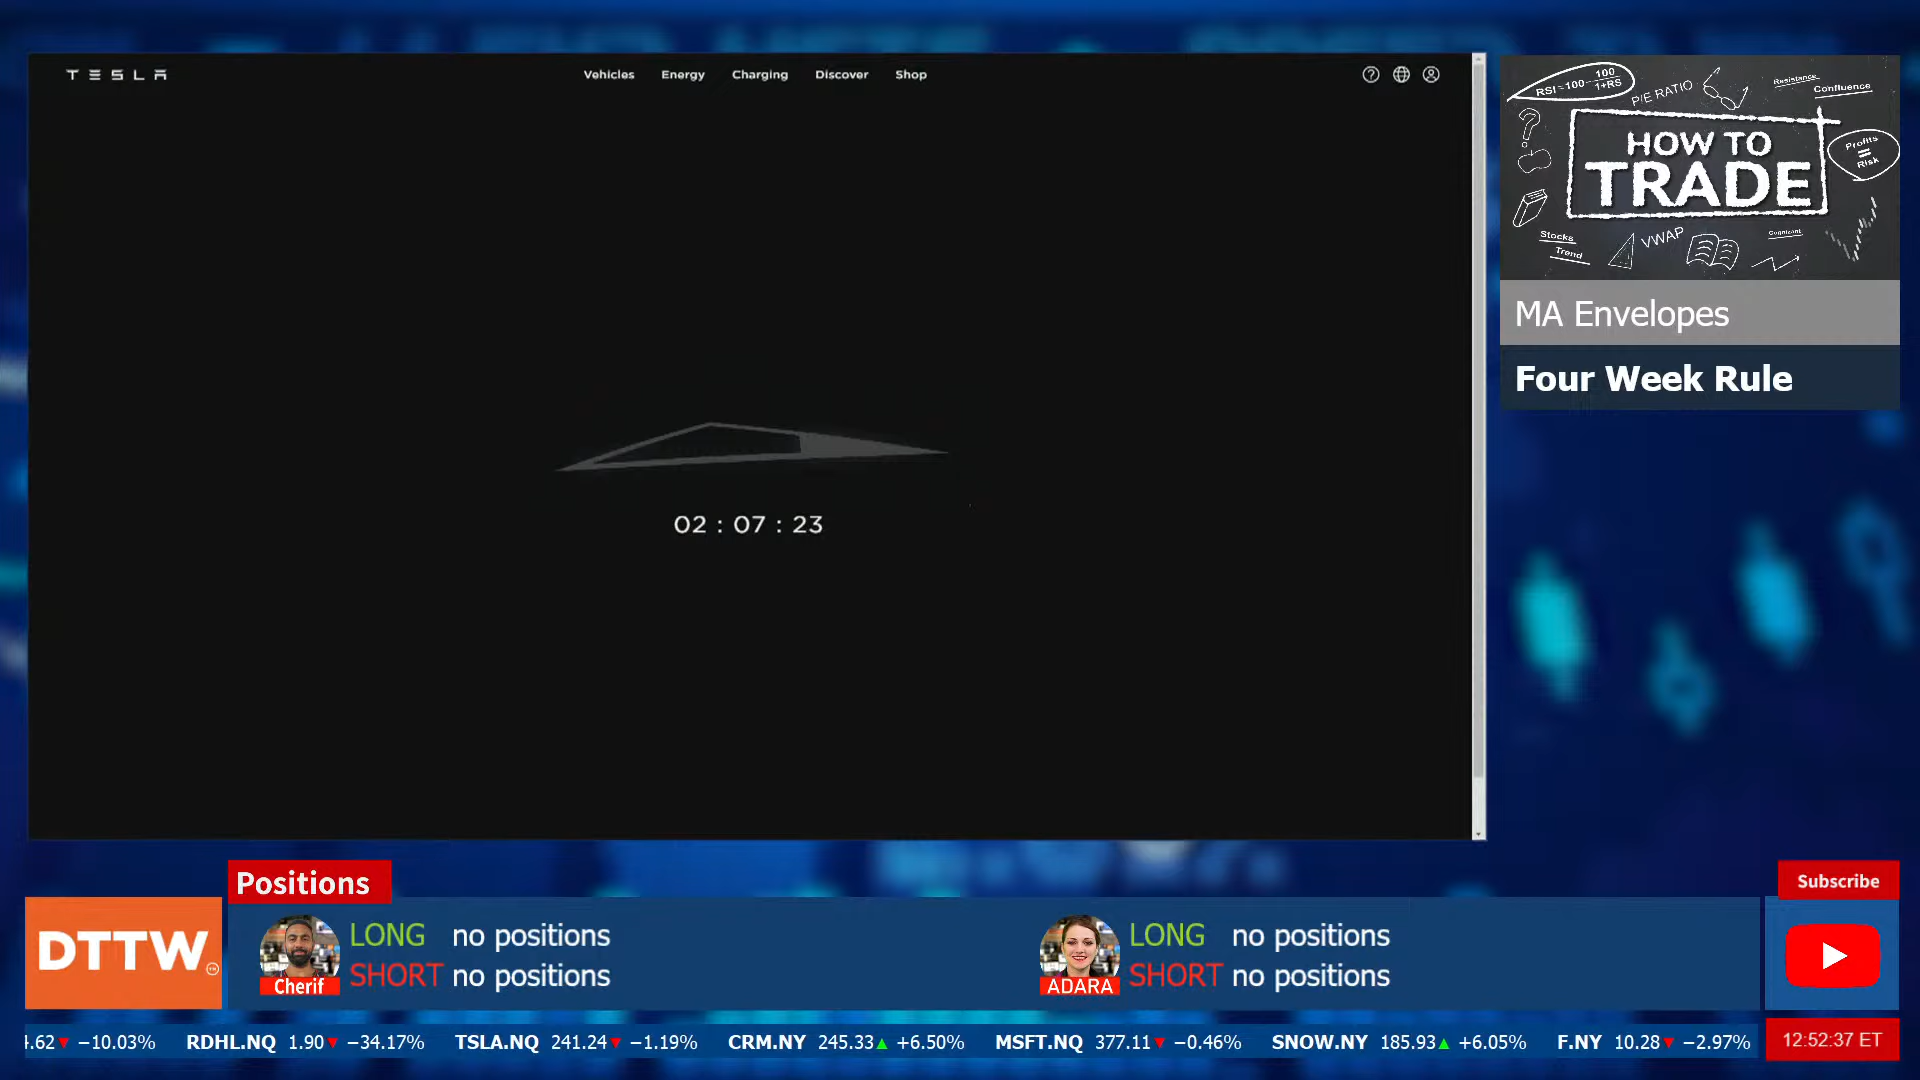 TESLA
Vehicles Energy Charging Discover Shop
02 : 07 : 23
RSI=100- 100
1+RS
P/E RATIO
Resistance
Confluence
HOW TO
TRADE
Profits
=
Risk
Stocks
Trend
VWAP
MA Envelopes
Four Week Rule
Positions
Subscribe
DTTW
Cherif
LONG no positions
SHORT no positions
ADARA
LONG no positions
SHORT no positions
.62▼ −10.03% RDHL.NQ 1.90▼ −34.17% TSLA.NQ 241.24▼ −1.19% CRM.NY 245.33▲ +6.50% MSFT.NQ 377.11▼ −0.46% SNOW.NY 185.93▲ +6.05% F.NY 10.28▼ −2.97%
12:52:37 ET